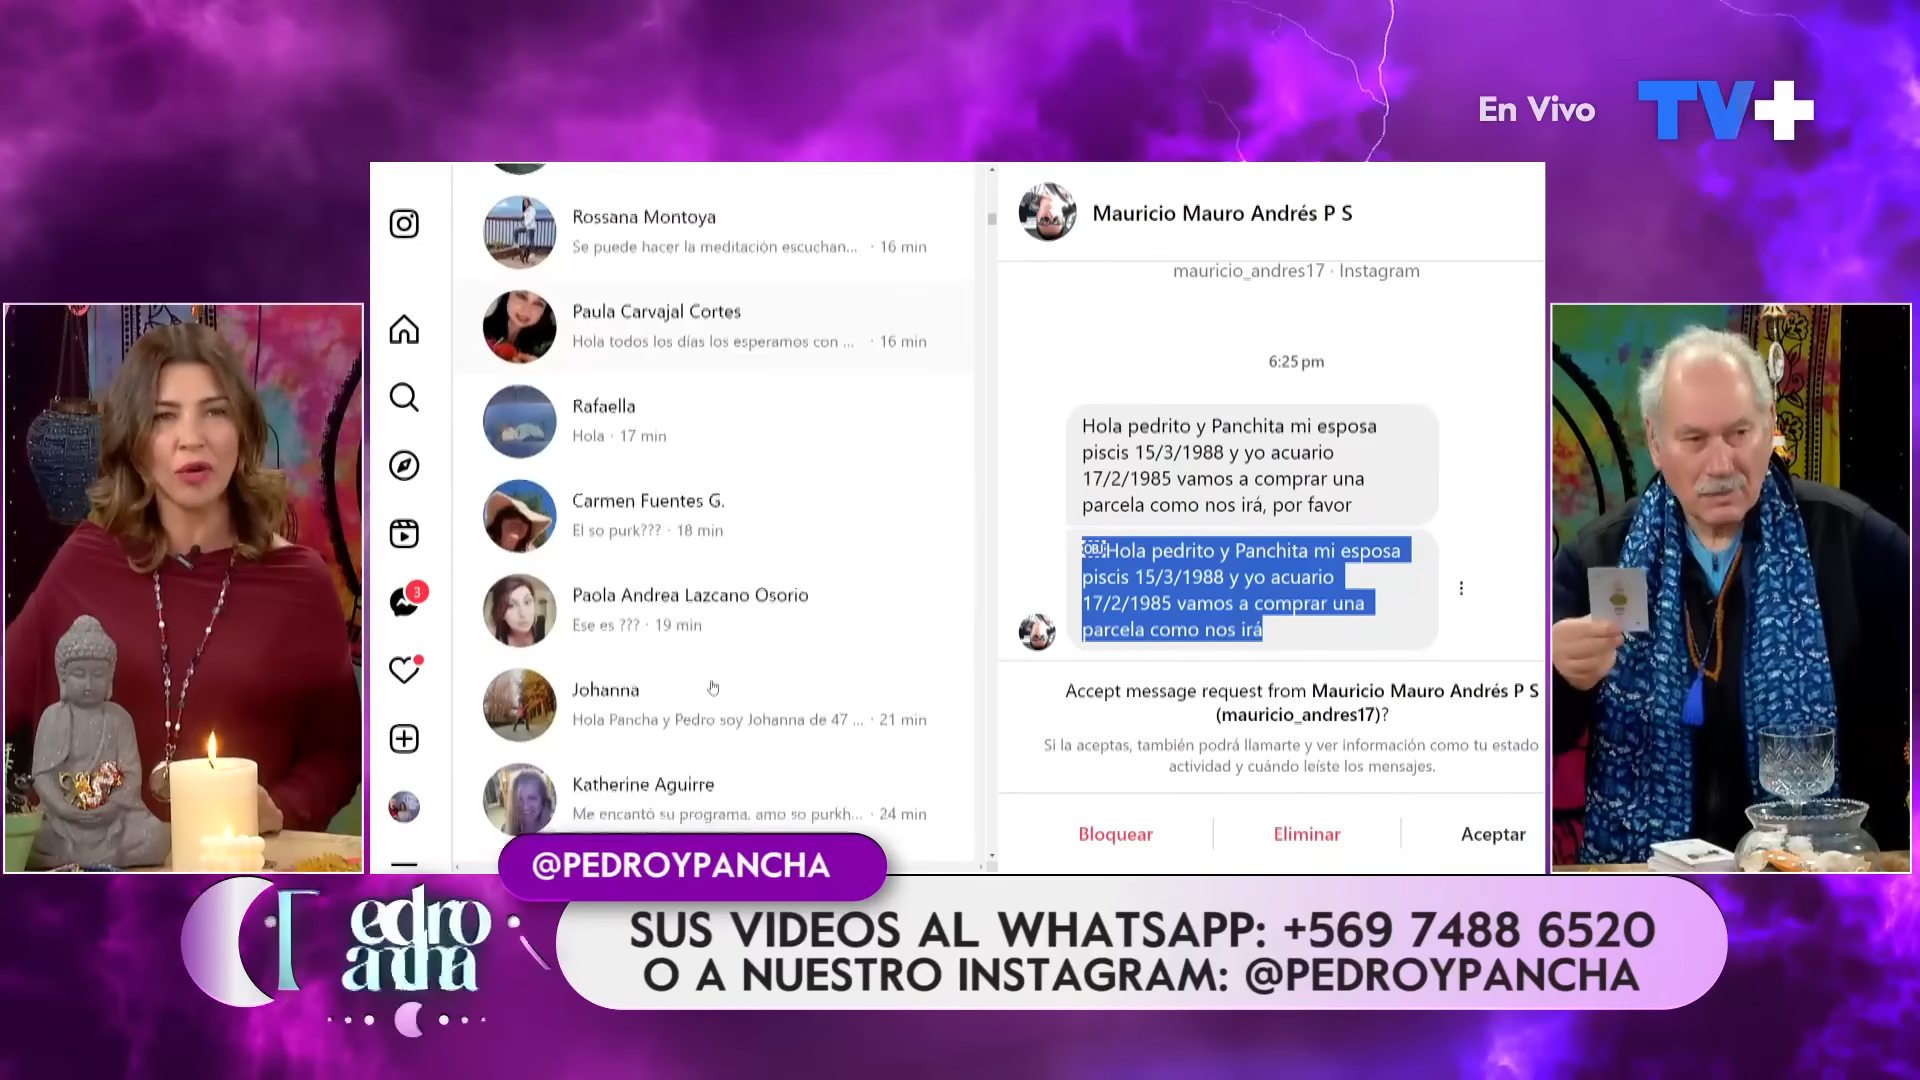 En Vivo TV+
Rossana Montoya
Se puede hacer la meditación escuchan... · 16 min
Paula Carvajal Cortes
Hola todos los días los esperamos con ... · 16 min
Rafaella
Hola · 17 min
Carmen Fuentes G.
El so purk??? · 18 min
Paola Andrea Lazcano Osorio
Ese es ??? · 19 min
Johanna
Hola Pancha y Pedro soy Johanna de 47 ... · 21 min
Katherine Aguirre
Me encantó su programa. amo so purkh... · 24 min
3
Mauricio Mauro Andrés P S
mauricio_andres17 · Instagram
6:25 pm
Hola pedrito y Panchita mi esposa
piscis 15/3/1988 y yo acuario
17/2/1985 vamos a comprar una
parcela como nos irá, por favor
OBJ Hola pedrito y Panchita mi esposa
piscis 15/3/1988 y yo acuario
17/2/1985 vamos a comprar una
parcela como nos irá
Accept message request from Mauricio Mauro Andrés P S
(mauricio_andres17)?
Si la aceptas, también podrá llamarte y ver información como tu estado
actividad y cuándo leíste los mensajes.
Bloquear
Eliminar
Aceptar
@PEDROYPANCHA
SUS VIDEOS AL WHATSAPP: +569 7488 6520
O A NUESTRO INSTAGRAM: @PEDROYPANCHA